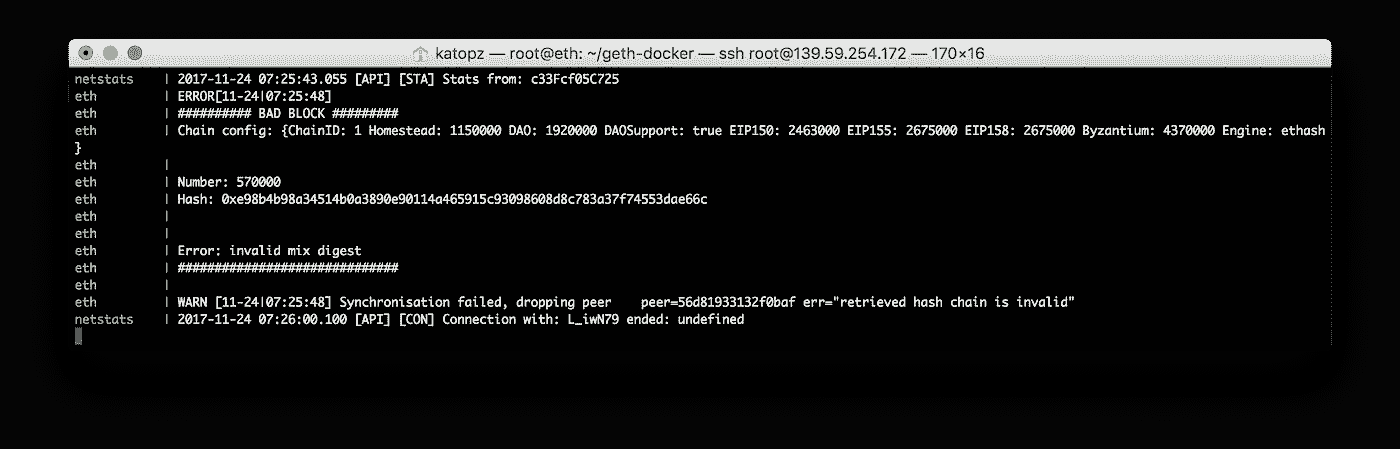 katopz — root@eth: ~/geth-docker — ssh root@139.59.254.172 — 170×16
netstats | 2017-11-24 07:25:43.055 [API] [STA] Stats from: c33Fcf05C725
eth | ERROR[11-24|07:25:48]
eth | ########## BAD BLOCK #########
eth | Chain config: {ChainID: 1 Homestead: 1150000 DAO: 1920000 DAOSupport: true EIP150: 2463000 EIP155: 2675000 EIP158: 2675000 Byzantium: 4370000 Engine: ethash
}
eth |
eth | Number: 570000
eth | Hash: 0xe98b4b98a34514b0a3890e90114a465915c93098608d8c783a37f74553dae66c
eth |
eth |
eth | Error: invalid mix digest
eth | ##############################
eth |
eth | WARN [11-24|07:25:48] Synchronisation failed, dropping peer peer=56d81933132f0baf err="retrieved hash chain is invalid"
netstats | 2017-11-24 07:26:00.100 [API] [CON] Connection with: L_iwN79 ended: undefined